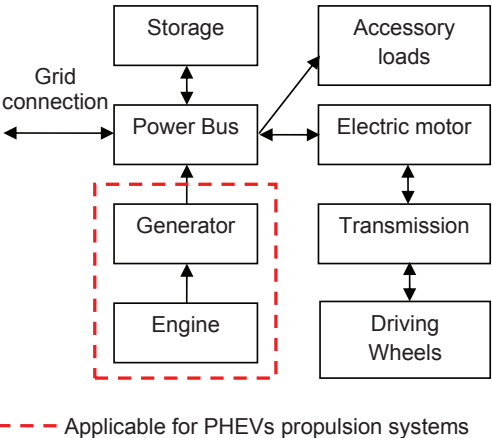 Storage
Accessory
loads
Grid
connection
Power Bus
Electric motor
Generator
Transmission
Engine
Driving
Wheels
Applicable for PHEVs propulsion systems